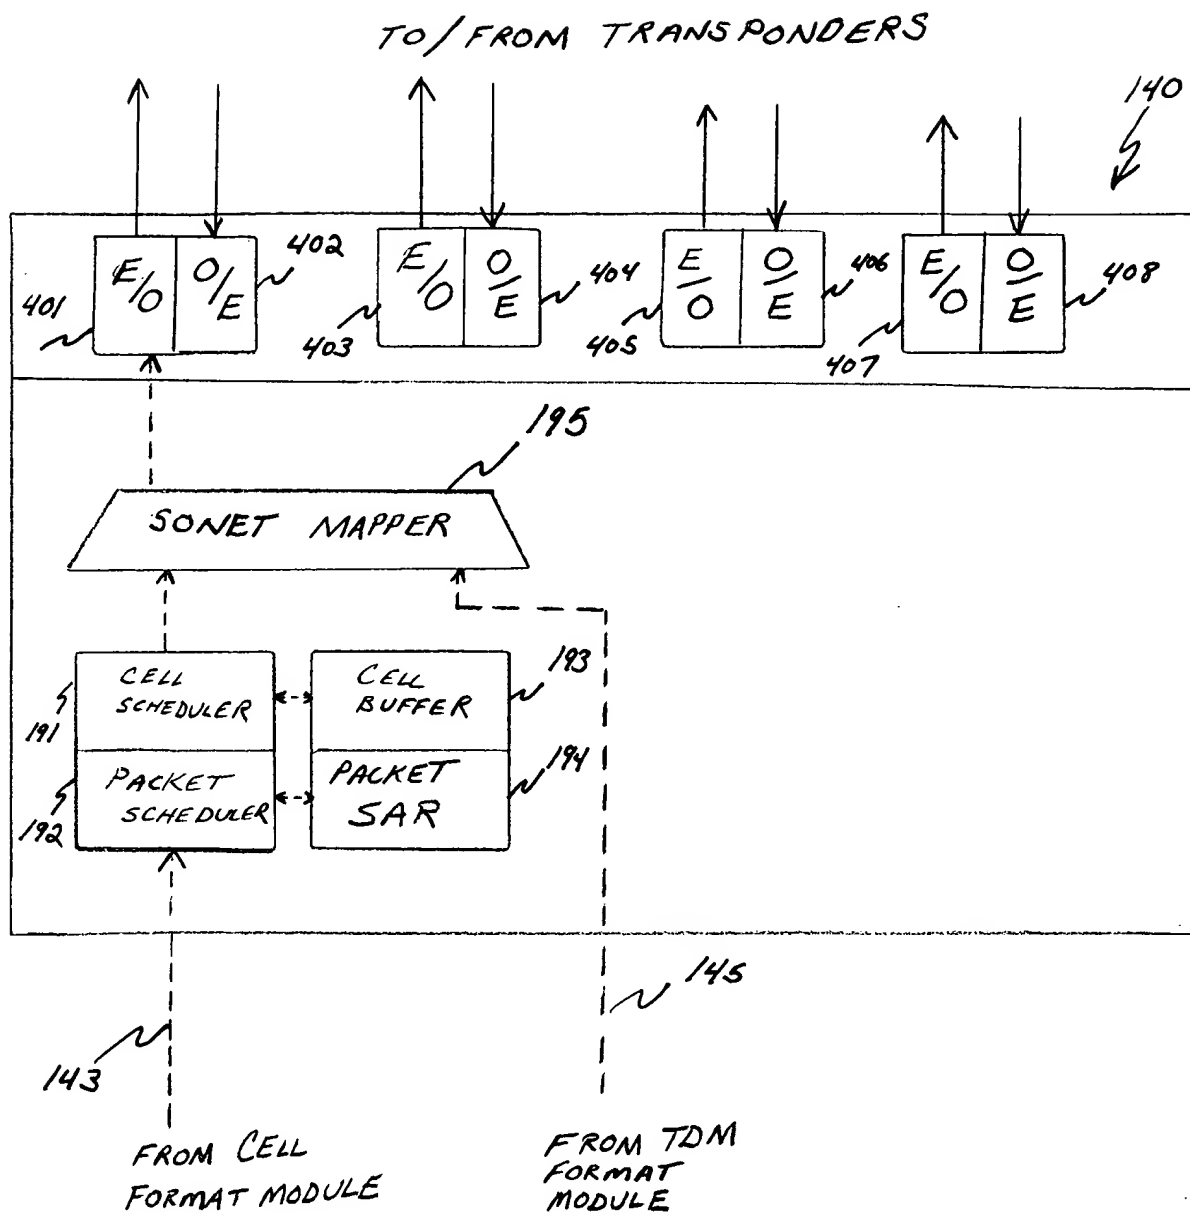 TO/FROM TRANSPONDERS
140
E/O
O/E
402
401
E/O
O/E
404
403
E/O
O/E
406
405
E/O
O/E
408
407
195
SONET MAPPER
CELL
SCHEDULER
191
CELL
BUFFER
193
PACKET
SCHEDULER
192
PACKET
SAR
194
145
143
FROM CELL
FORMAT MODULE
FROM TDM
FORMAT
MODULE